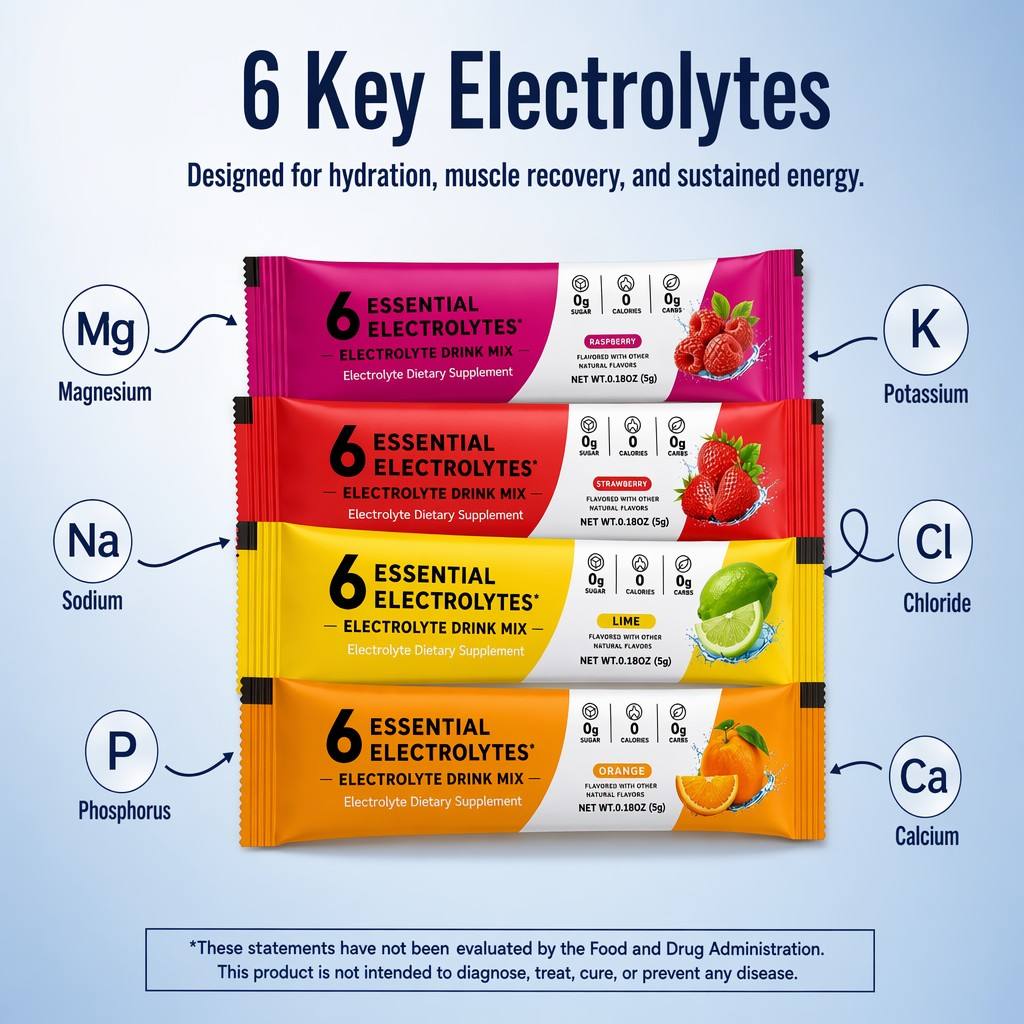 6 Key Electrolytes
Designed for hydration, muscle recovery, and sustained energy.
Mg
Magnesium
Na
Sodium
P
Phosphorus
K
Potassium
Cl
Chloride
Ca
Calcium
6 ESSENTIAL
ELECTROLYTES*
ELECTROLYTE DRINK MIX
Electrolyte Dietary Supplement
0g
SUGAR
0
CALORIES
0g
CARBS
RASPBERRY
FLAVORED WITH OTHER
NATURAL FLAVORS
NET WT.0.18OZ (5g)
6 ESSENTIAL
ELECTROLYTES*
ELECTROLYTE DRINK MIX
Electrolyte Dietary Supplement
0g
SUGAR
0
CALORIES
0g
CARBS
STRAWBERRY
FLAVORED WITH OTHER
NATURAL FLAVORS
NET WT.0.18OZ (5g)
6 ESSENTIAL
ELECTROLYTES*
ELECTROLYTE DRINK MIX
Electrolyte Dietary Supplement
0g
SUGAR
0
CALORIES
0g
CARBS
LIME
FLAVORED WITH OTHER
NATURAL FLAVORS
NET WT.0.18OZ (5g)
6 ESSENTIAL
ELECTROLYTES*
ELECTROLYTE DRINK MIX
Electrolyte Dietary Supplement
0g
SUGAR
0
CALORIES
0g
CARBS
ORANGE
FLAVORED WITH OTHER
NATURAL FLAVORS
NET WT.0.18OZ (5g)
*These statements have not been evaluated by the Food and Drug Administration.
This product is not intended to diagnose, treat, cure, or prevent any disease.